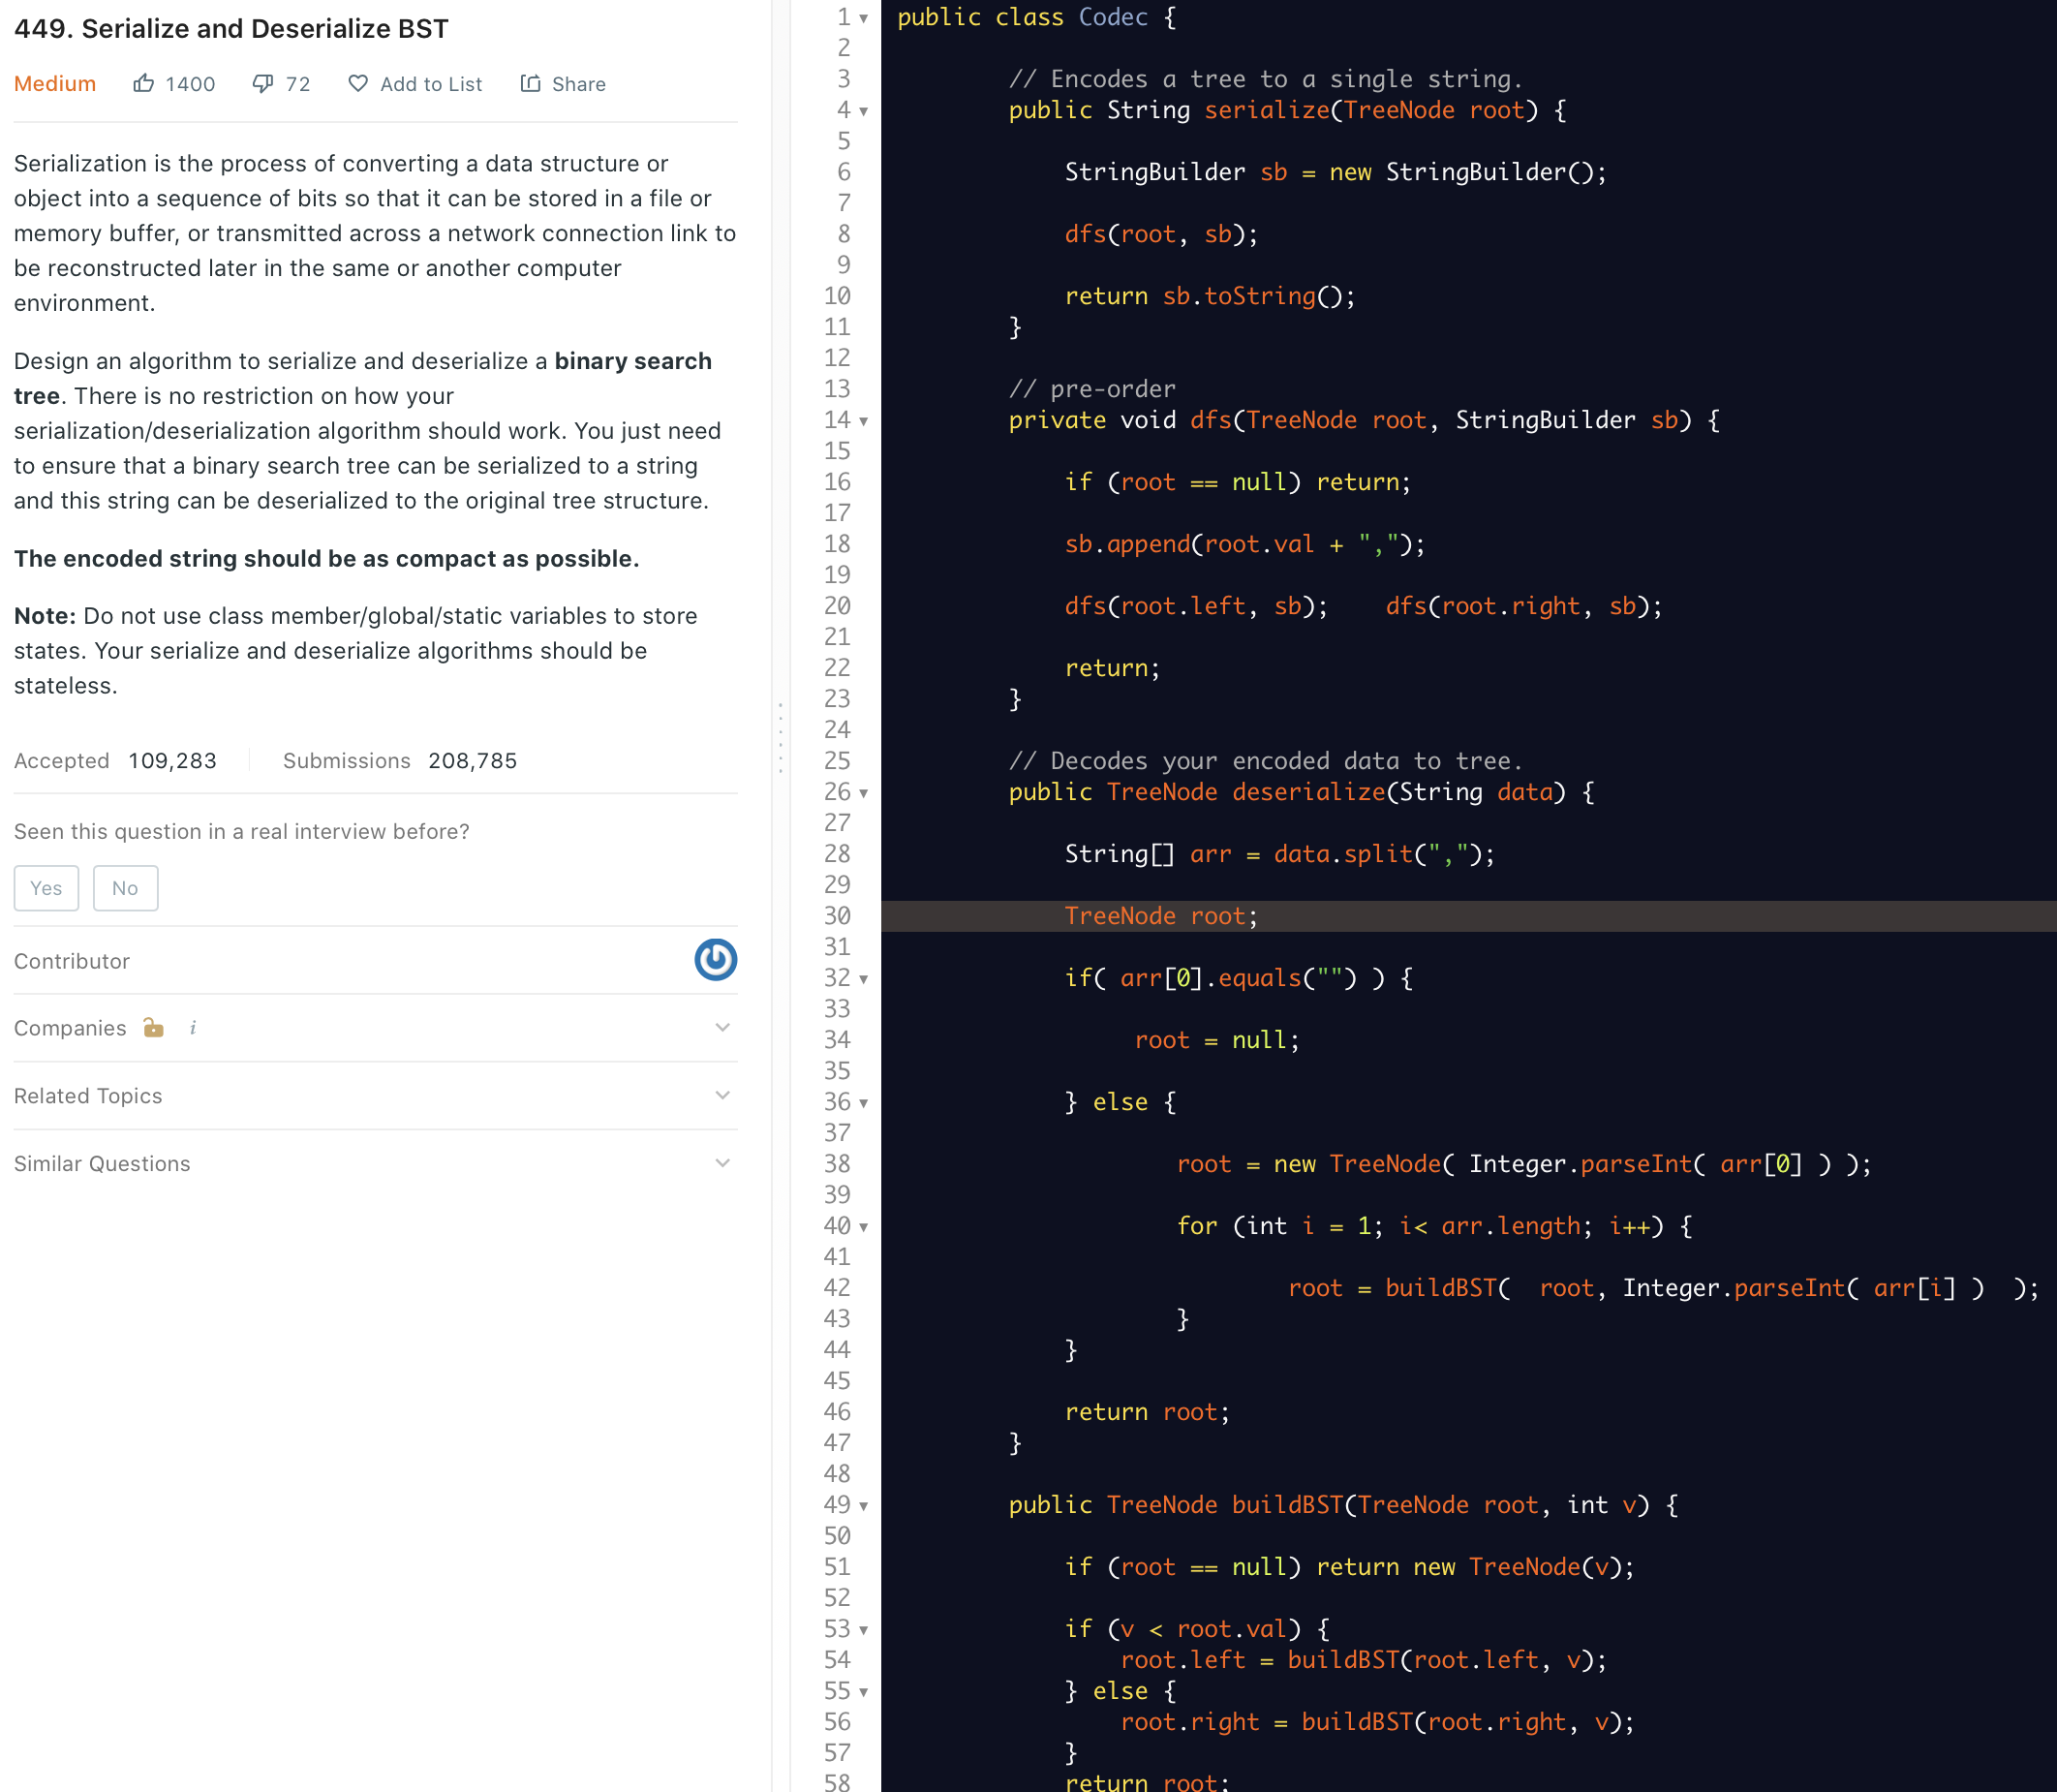 449. Serialize and Deserialize BST
Medium 1400 72 Add to List Share
Serialization is the process of converting a data structure or
object into a sequence of bits so that it can be stored in a file or
memory buffer, or transmitted across a network connection link to
be reconstructed later in the same or another computer
environment.
Design an algorithm to serialize and deserialize a binary search
tree. There is no restriction on how your
serialization/deserialization algorithm should work. You just need
to ensure that a binary search tree can be serialized to a string
and this string can be deserialized to the original tree structure.
The encoded string should be as compact as possible.
Note: Do not use class member/global/static variables to store
states. Your serialize and deserialize algorithms should be
stateless.
Accepted 109,283 Submissions 208,785
Seen this question in a real interview before?
Yes No
Contributor
Companies i
Related Topics
Similar Questions
1 public class Codec {
2
3 // Encodes a tree to a single string.
4 public String serialize(TreeNode root) {
5
6 StringBuilder sb = new StringBuilder();
7
8 dfs(root, sb);
9
10 return sb.toString();
11 }
12
13 // pre-order
14 private void dfs(TreeNode root, StringBuilder sb) {
15
16 if (root == null) return;
17
18 sb.append(root.val + ",");
19
20 dfs(root.left, sb); dfs(root.right, sb);
21
22 return;
23 }
24
25 // Decodes your encoded data to tree.
26 public TreeNode deserialize(String data) {
27
28 String[] arr = data.split(",");
29
30 TreeNode root;
31
32 if( arr[0].equals("") ) {
33
34 root = null;
35
36 } else {
37
38 root = new TreeNode( Integer.parseInt( arr[0] ) );
39
40 for (int i = 1; i< arr.length; i++) {
41
42 root = buildBST( root, Integer.parseInt( arr[i] ) );
43 }
44 }
45
46 return root;
47 }
48
49 public TreeNode buildBST(TreeNode root, int v) {
50
51 if (root == null) return new TreeNode(v);
52
53 if (v < root.val) {
54 root.left = buildBST(root.left, v);
55 } else {
56 root.right = buildBST(root.right, v);
57 }
58 return root;